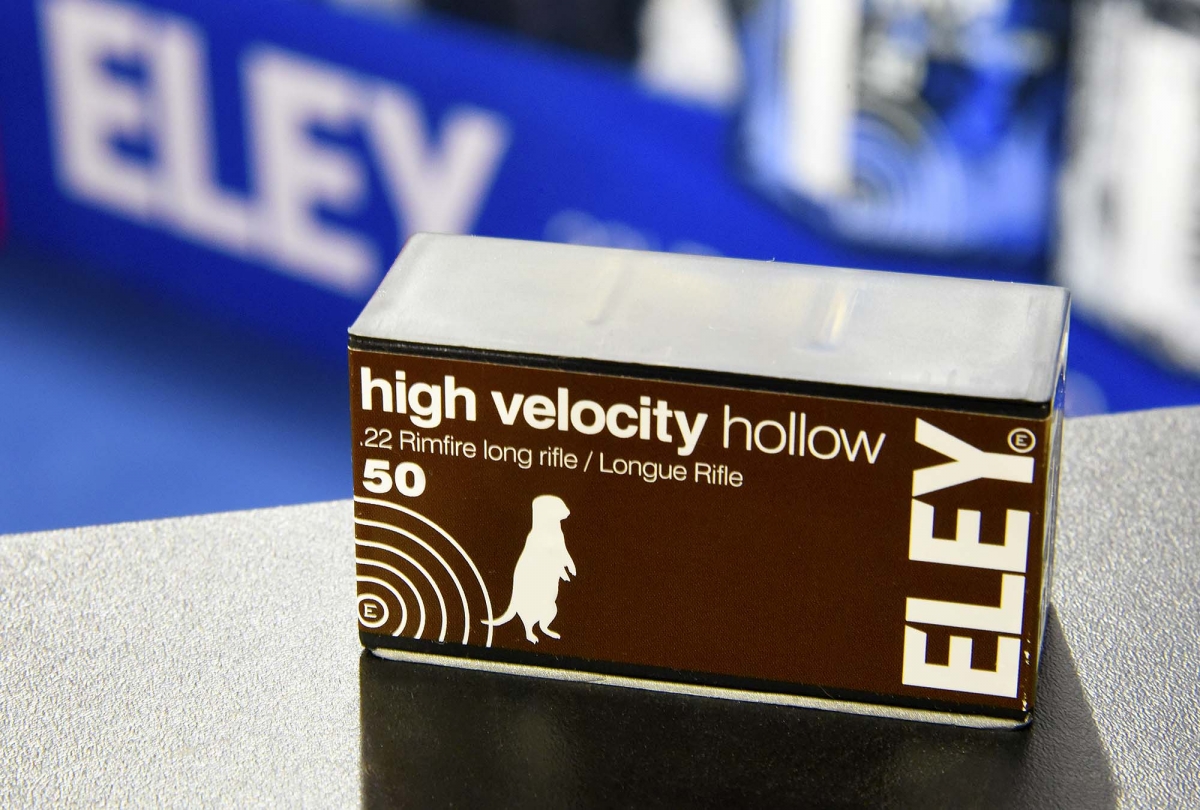 ELEY
high velocity hollow
.22 Rimfire long rifle / Longue Rifle
50
E
ELEY
E